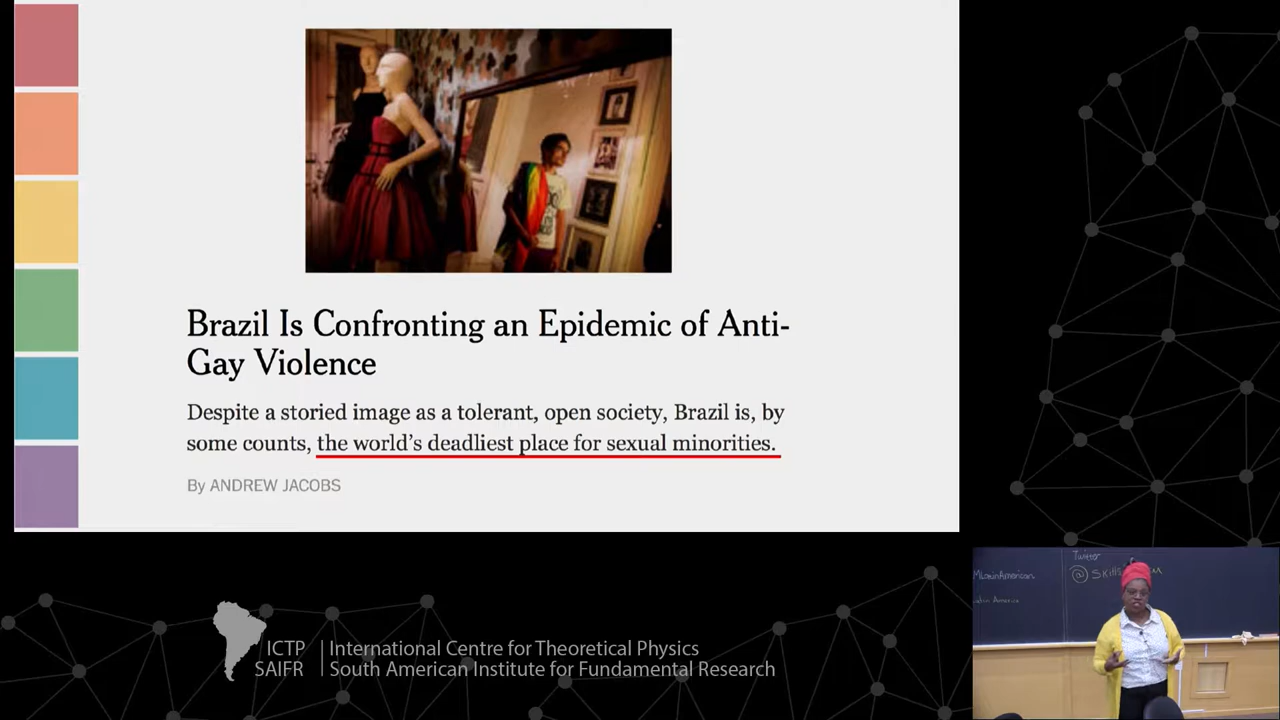 Brazil Is Confronting an Epidemic of Anti-
Gay Violence
Despite a storied image as a tolerant, open society, Brazil is, by
some counts, the world's deadliest place for sexual minorities.
By ANDREW JACOBS
Twitter
ICTP
SAIFR
International Centre for Theoretical Physics
South American Institute for Fundamental Research